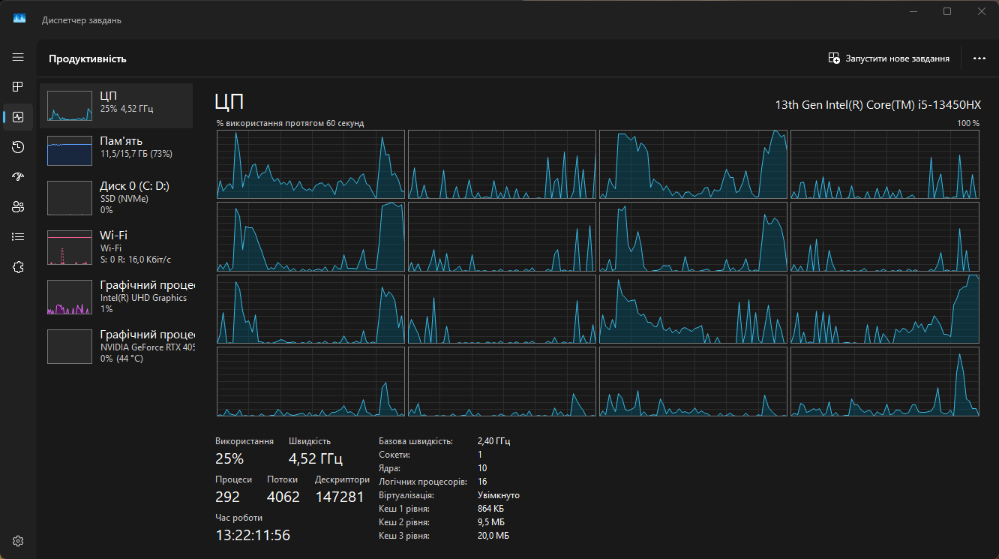 Диспетчер завдань
Продуктивність
Запустити нове завдання
ЦП
25% 4,52 ГГц
Пам'ять
11,5/15,7 ГБ (73%)
Диск 0 (C: D:)
SSD (NVMe)
0%
Wi-Fi
Wi-Fi
S: 0 R: 16,0 Кбіт/с
Графічний процес
Intel(R) UHD Graphics
1%
Графічний процес
NVIDIA GeForce RTX 405
0% (44 °C)
ЦП
13th Gen Intel(R) Core(TM) i5-13450HX
% використання протягом 60 секунд
100 %
Використання Швидкість
25% 4,52 ГГц
Процеси Потоки Дескриптори
292 4062 147281
Час роботи
13:22:11:56
Базова швидкість: 2,40 ГГц
Сокети: 1
Ядра: 10
Логічних процесорів: 16
Віртуалізація: Увімкнуто
Кеш 1 рівня: 864 КБ
Кеш 2 рівня: 9,5 МБ
Кеш 3 рівня: 20,0 МБ